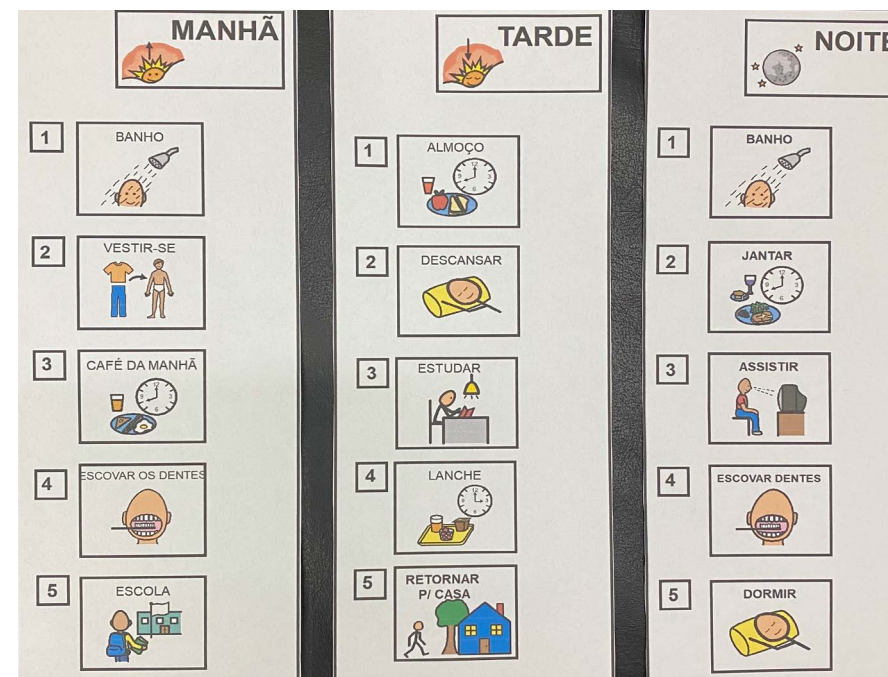 MANHÃ
1
BANHO
2
VESTIR-SE
3
CAFÉ DA MANHÃ
4
ESCOVAR OS DENTES
5
ESCOLA
TARDE
1
ALMOÇO
2
DESCANSAR
3
ESTUDAR
4
LANCHE
5
RETORNAR
P/ CASA
NOITE
1
BANHO
2
JANTAR
3
ASSISTIR
4
ESCOVAR DENTES
5
DORMIR